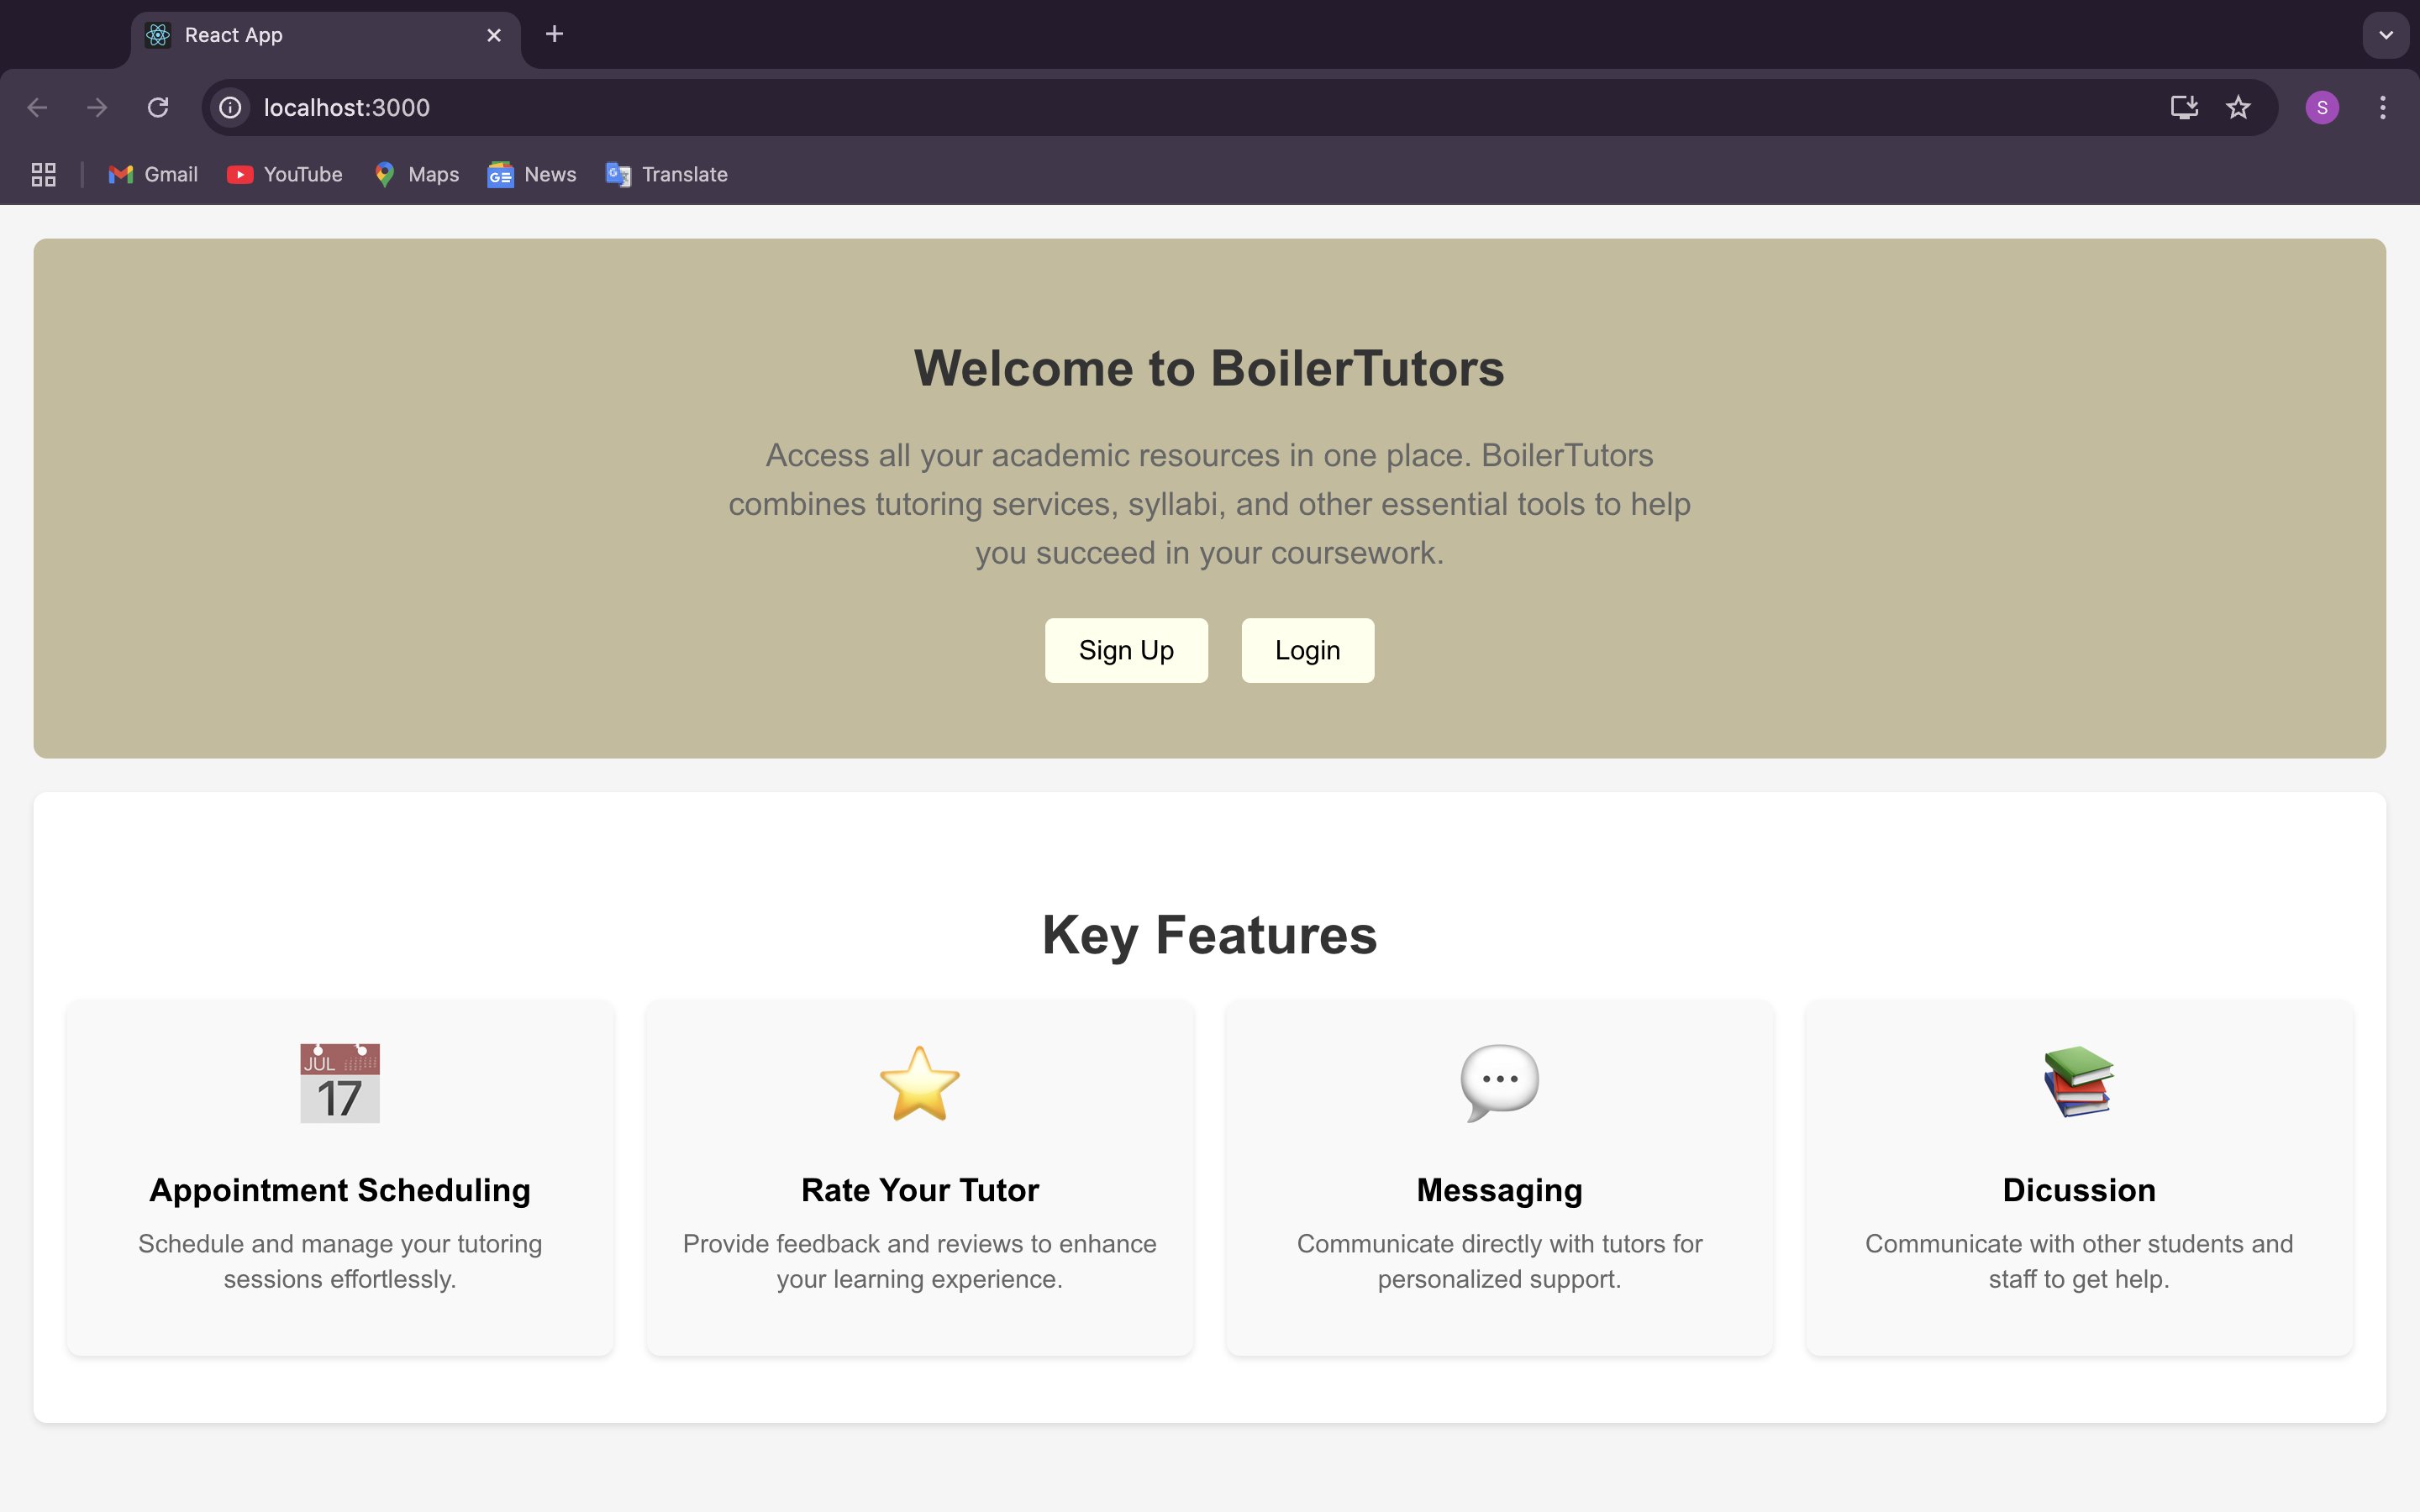 React App
localhost:3000
S
Gmail
YouTube
Maps
News
Translate
Welcome to BoilerTutors
Access all your academic resources in one place. BoilerTutors
combines tutoring services, syllabi, and other essential tools to help
you succeed in your coursework.
Sign Up
Login
Key Features
JUL
17
Appointment Scheduling
Schedule and manage your tutoring
sessions effortlessly.
Rate Your Tutor
Provide feedback and reviews to enhance
your learning experience.
Messaging
Communicate directly with tutors for
personalized support.
Dicussion
Communicate with other students and
staff to get help.